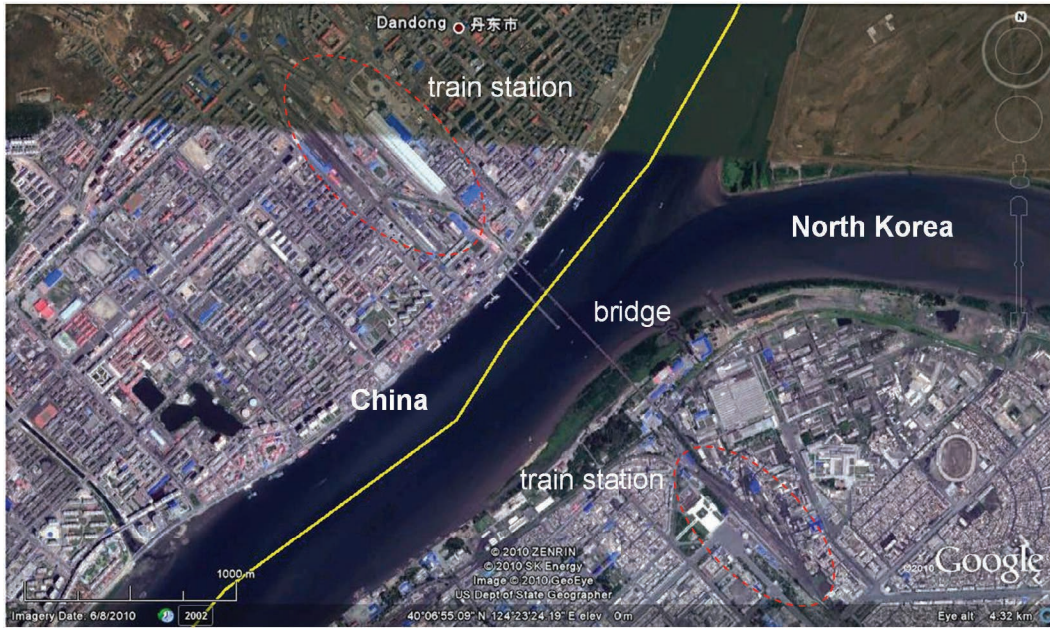 Dandong 丹东市
N
train station
North Korea
bridge
China
train station
© 2010 ZENRIN
© 2010 SK Energy
Image © 2010 GeoEye
US Dept of State Geographer
©2010 Google
1000 m
Imagery Date: 6/8/2010
2002
40°06'55.09" N 124°23'24.19" E elev 0 m
Eye alt 4.32 km